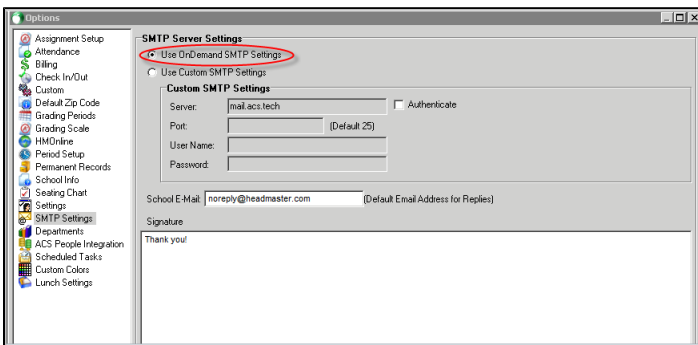 Options
Assignment Setup
Attendance
Billing
Check In/Out
Custom
Default Zip Code
Grading Periods
Grading Scale
HMOnline
Period Setup
Permanent Records
School Info
Seating Chart
Settings
SMTP Settings
Departments
ACS People Integration
Scheduled Tasks
Custom Colors
Lunch Settings
SMTP Server Settings
Use OnDemand SMTP Settings
Use Custom SMTP Settings
Custom SMTP Settings
Server: mail.acs.tech Authenticate
Port: (Default 25)
User Name:
Password:
School E-Mail: noreply@headmaster.com (Default Email Address for Replies)
Signature
Thank you!